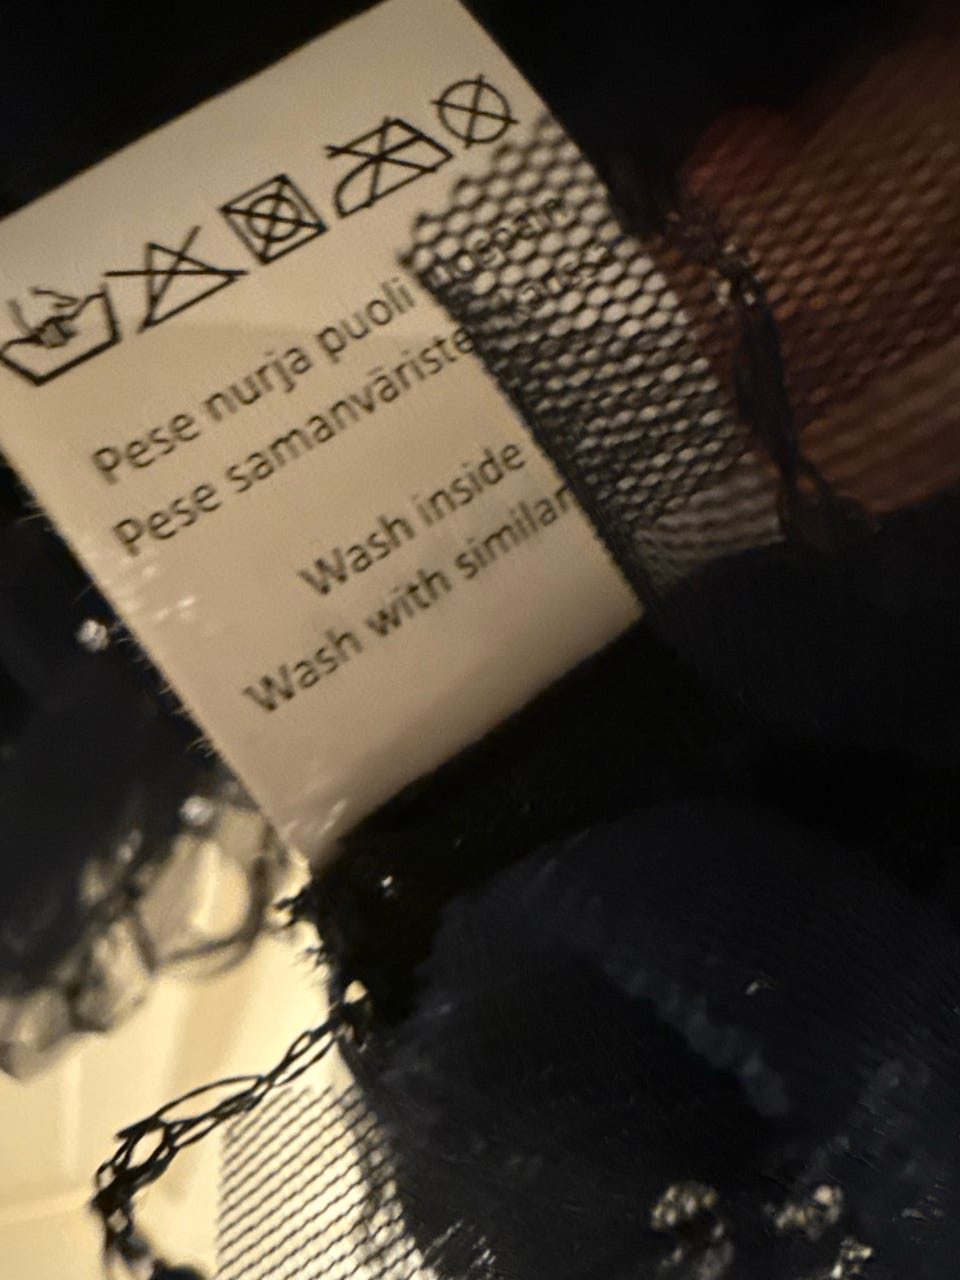 Pese nurja puoli
Pese samanväriste
Wash inside
Wash with similar